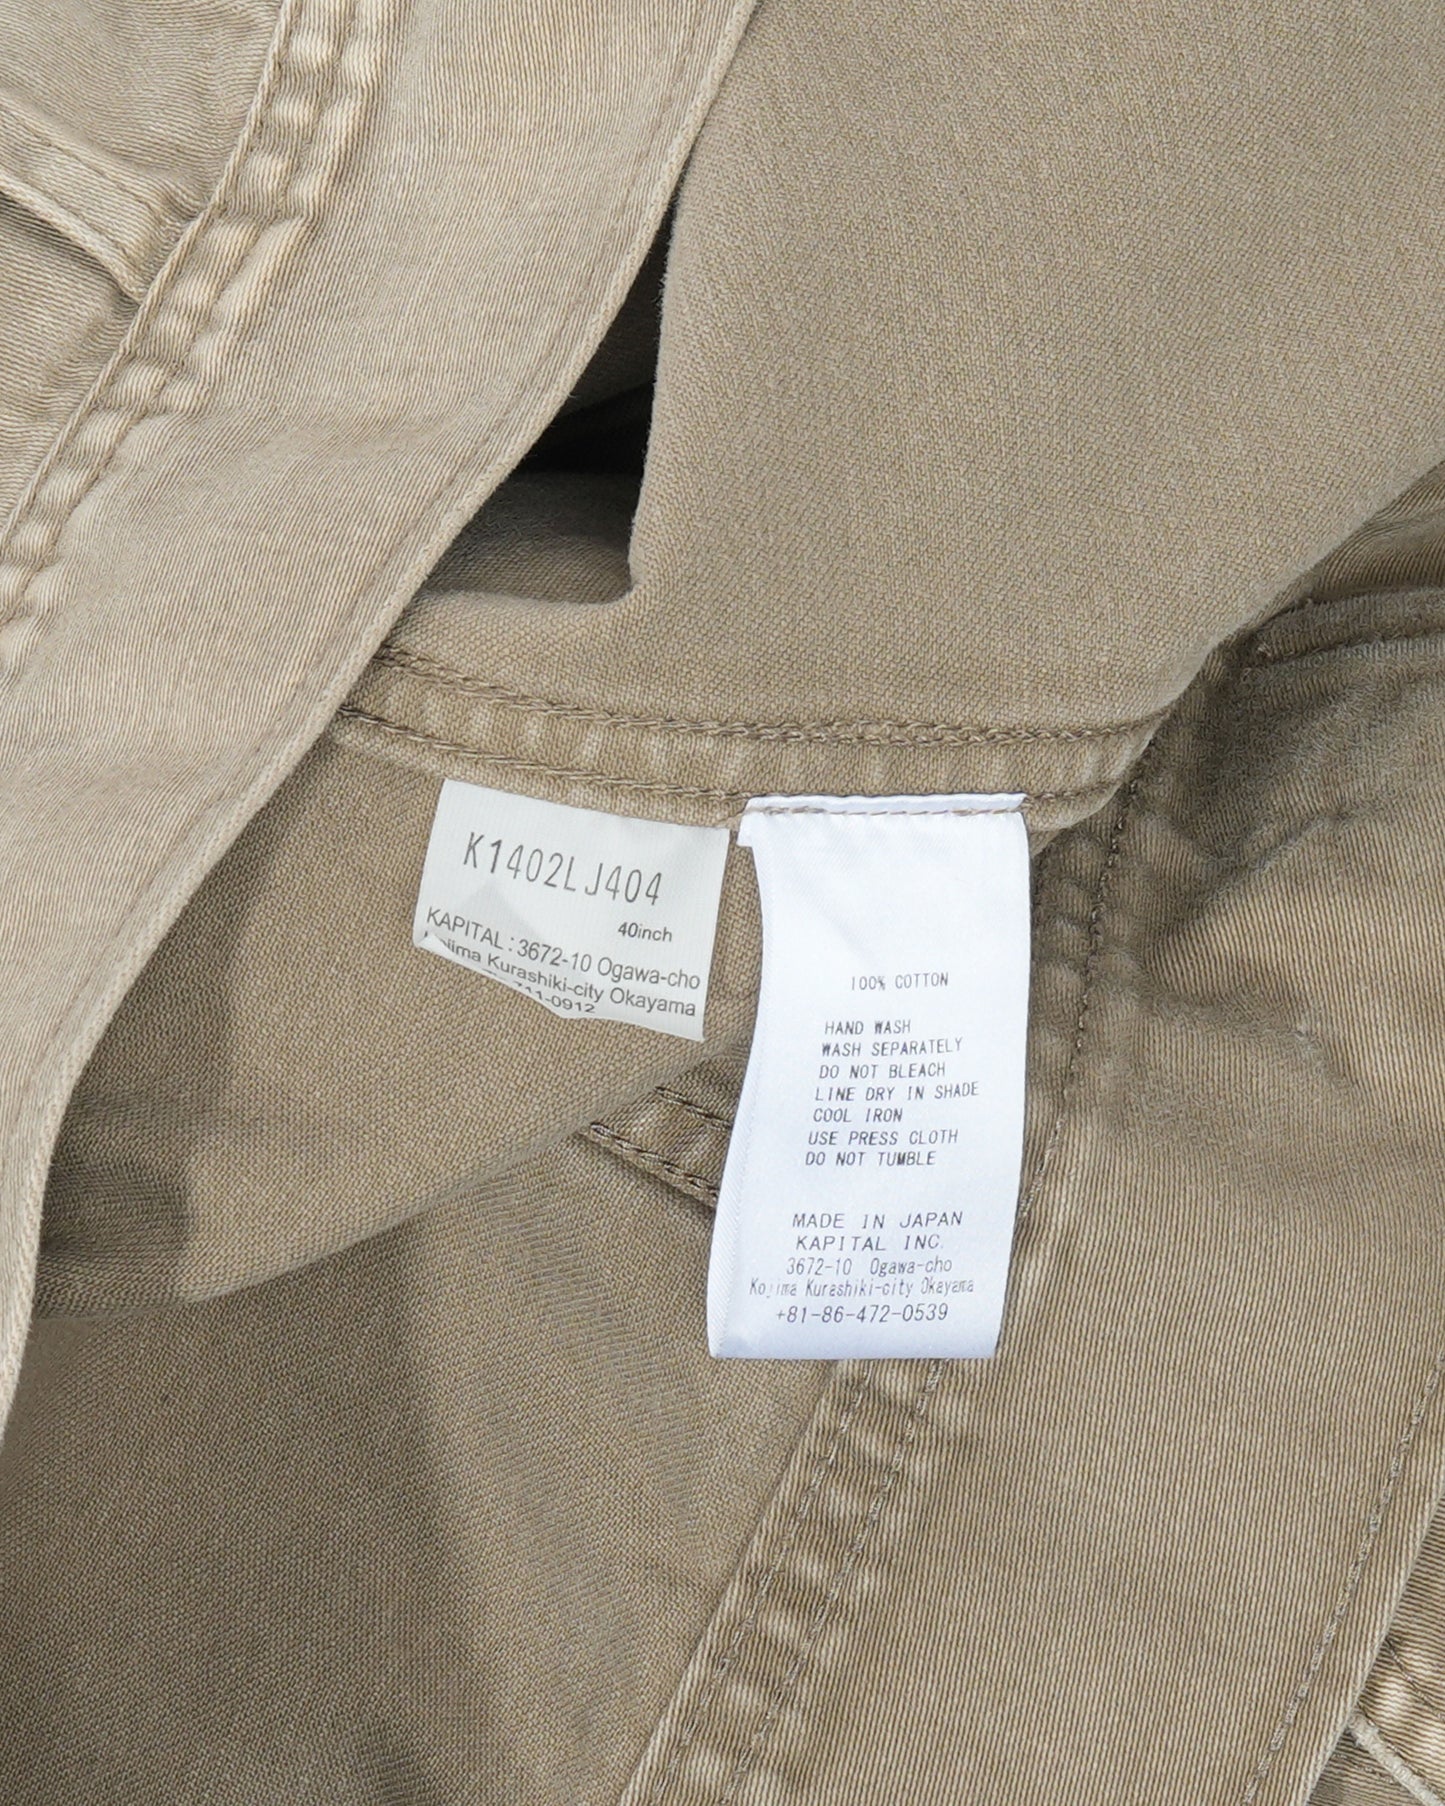 K1402LJ404
40inch
KAPITAL:3672-10 Ogawa-cho
Kurashiki-city Okayama
711-0912
100% COTTON
HAND WASH
WASH SEPARATELY
DO NOT BLEACH
LINE DRY IN SHADE
COOL IRON
USE PRESS CLOTH
DO NOT TUMBLE
MADE IN JAPAN
KAPITAL INC.
3672-10 Ogawa-cho
Kojima Kurashiki-city Okayama
+81-86-472-0539